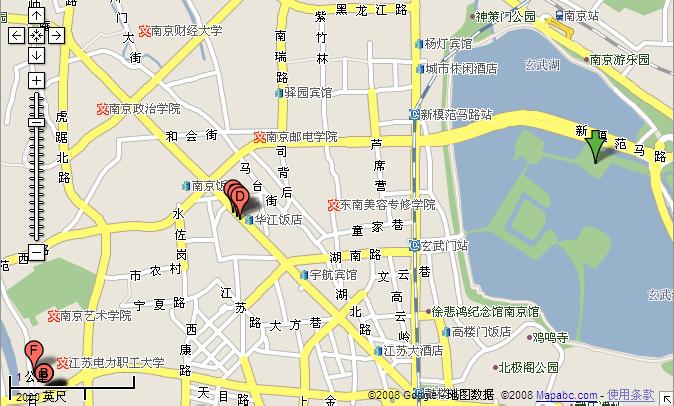 黑龙江路
神策门公园
南京站
南京财经大学
大街
紫竹林
杨灯宾馆
南京游乐园
玄武湖
城市休闲酒店
南瑞路
驿园宾馆
虎踞北路
南京政治学院
新模范马路站
和会街
南京邮电学院
新模范马路
芦席营
司背后
马台街
南京饭
D
华江饭店
东南美容专修学院
水佐岗
童家巷
玄武门站
湖南路
市农村
宇航宾馆
文云巷
宁夏路
江苏路
高云岭
湖北路
徐悲鸿纪念馆南京馆
南京艺术学院
大方巷
高楼门饭店
鸡鸣寺
西康路
江苏大酒店
F
B
江苏电力职工大学
北极阁公园
1 公里
2000 英尺
天目路
©2008 Google - 地图数据 ©2008 Mapabc.com - 使用条款